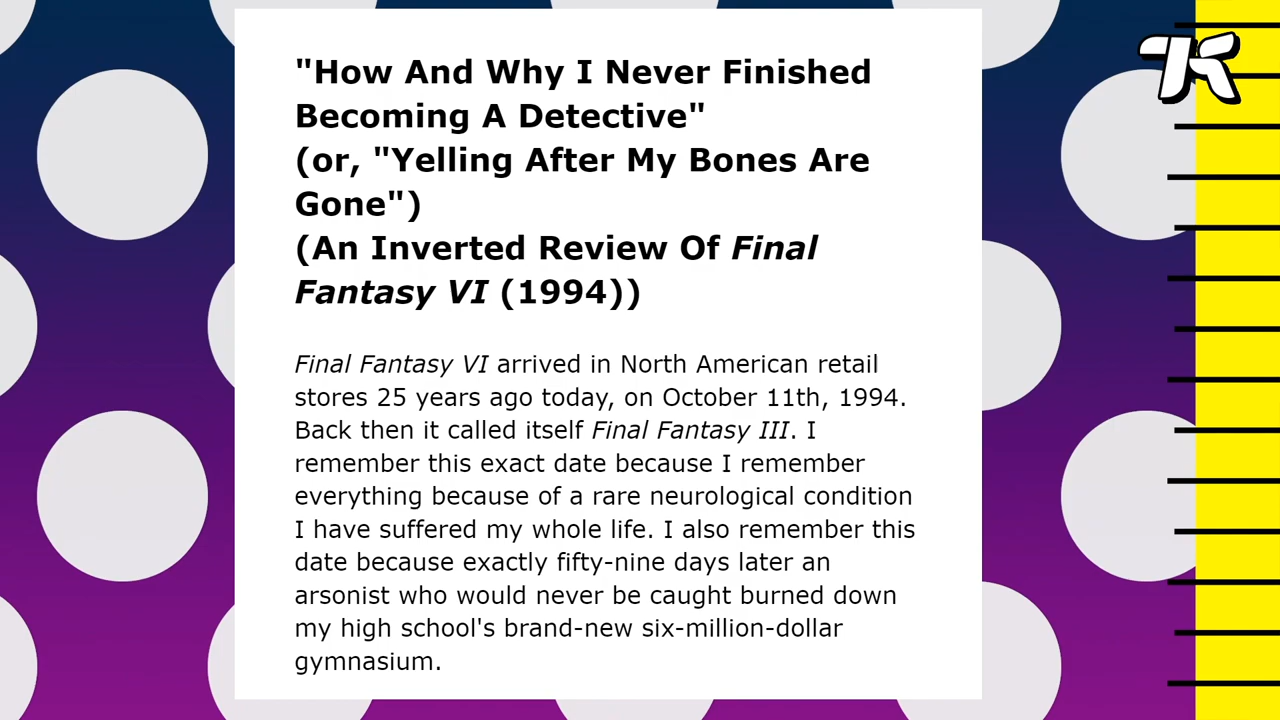 "How And Why I Never Finished
Becoming A Detective"
(or, "Yelling After My Bones Are
Gone")
(An Inverted Review Of Final
Fantasy VI (1994))
Final Fantasy VI arrived in North American retail
stores 25 years ago today, on October 11th, 1994.
Back then it called itself Final Fantasy III. I
remember this exact date because I remember
everything because of a rare neurological condition
I have suffered my whole life. I also remember this
date because exactly fifty-nine days later an
arsonist who would never be caught burned down
my high school's brand-new six-million-dollar
gymnasium.